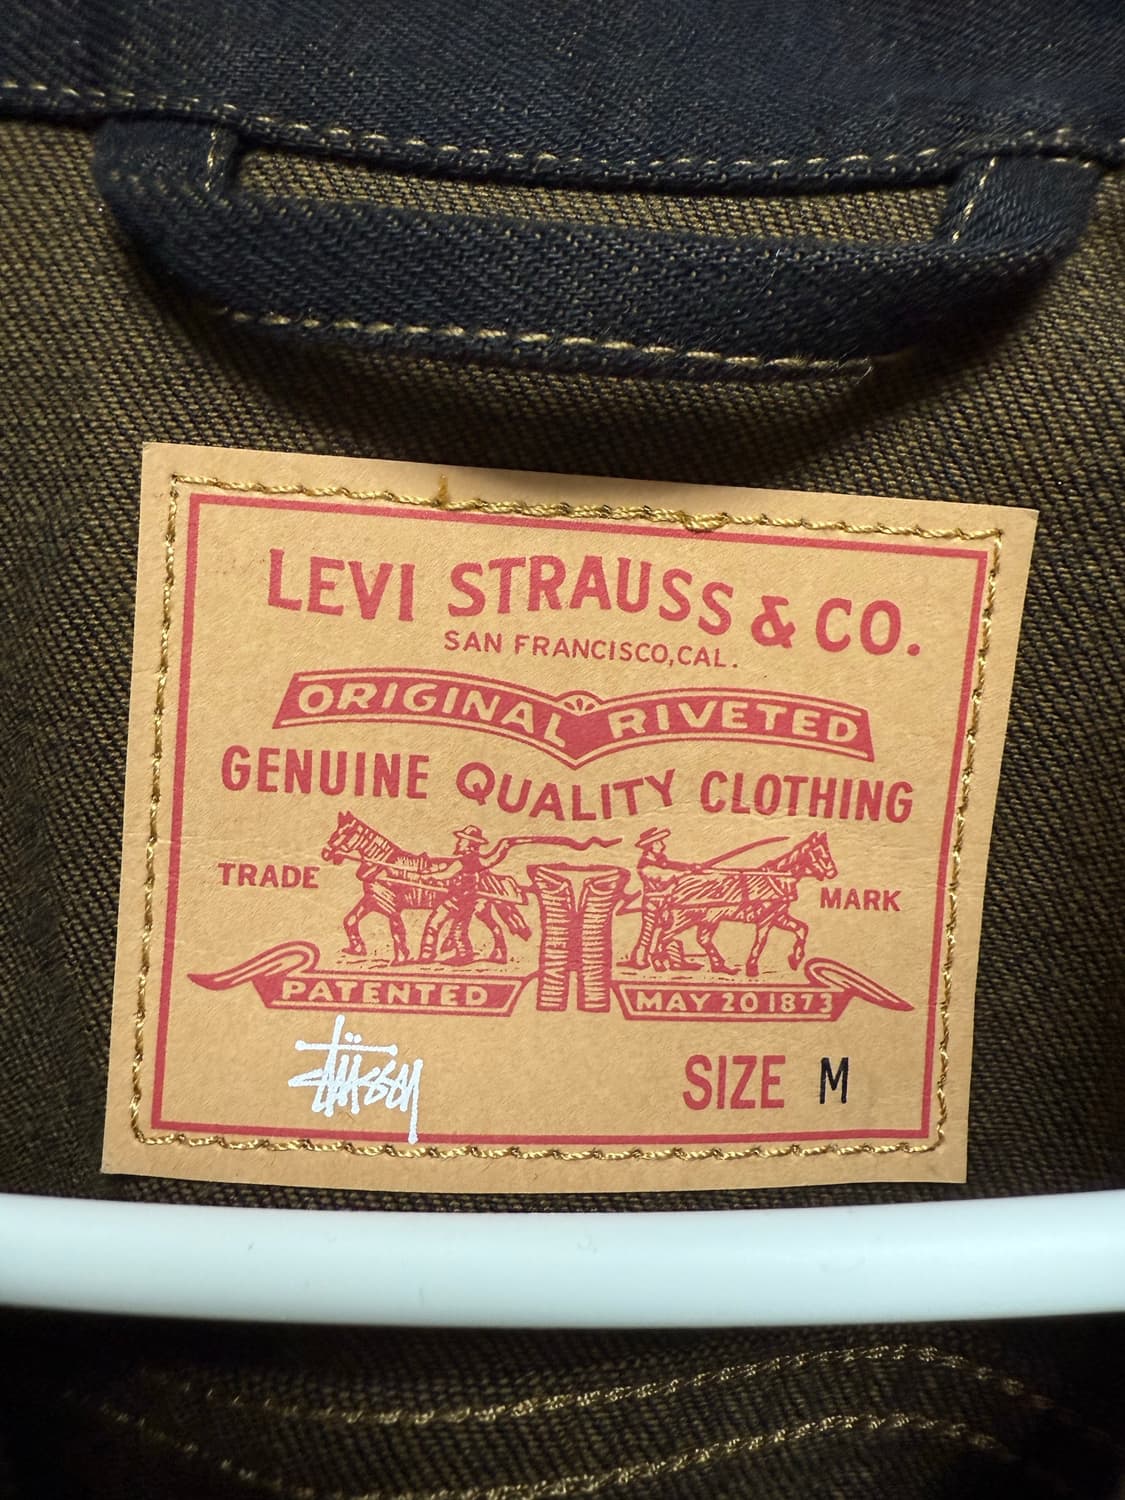 LEVI STRAUSS & CO.
SAN FRANCISCO, CAL.
ORIGINAL RIVETED
GENUINE QUALITY CLOTHING
TRADE MARK
PATENTED MAY 20 1873
Stüssy
SIZE M